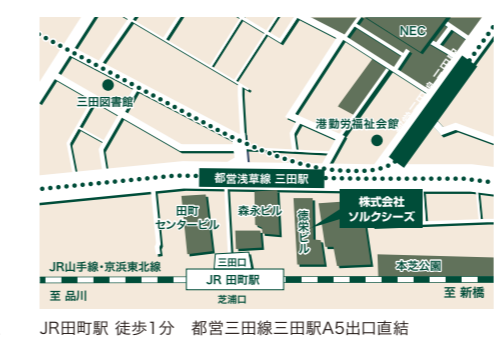 NEC
三田図書館
港勤労福祉会館
都営浅草線 三田駅
株式会社
ソルクシーズ
田町
センタービル
森永ビル
徳栄ビル
三田口
JR山手線・京浜東北線
JR 田町駅
本芝公園
至 品川
芝浦口
至 新橋
JR田町駅 徒歩1分　都営三田線三田駅A5出口直結